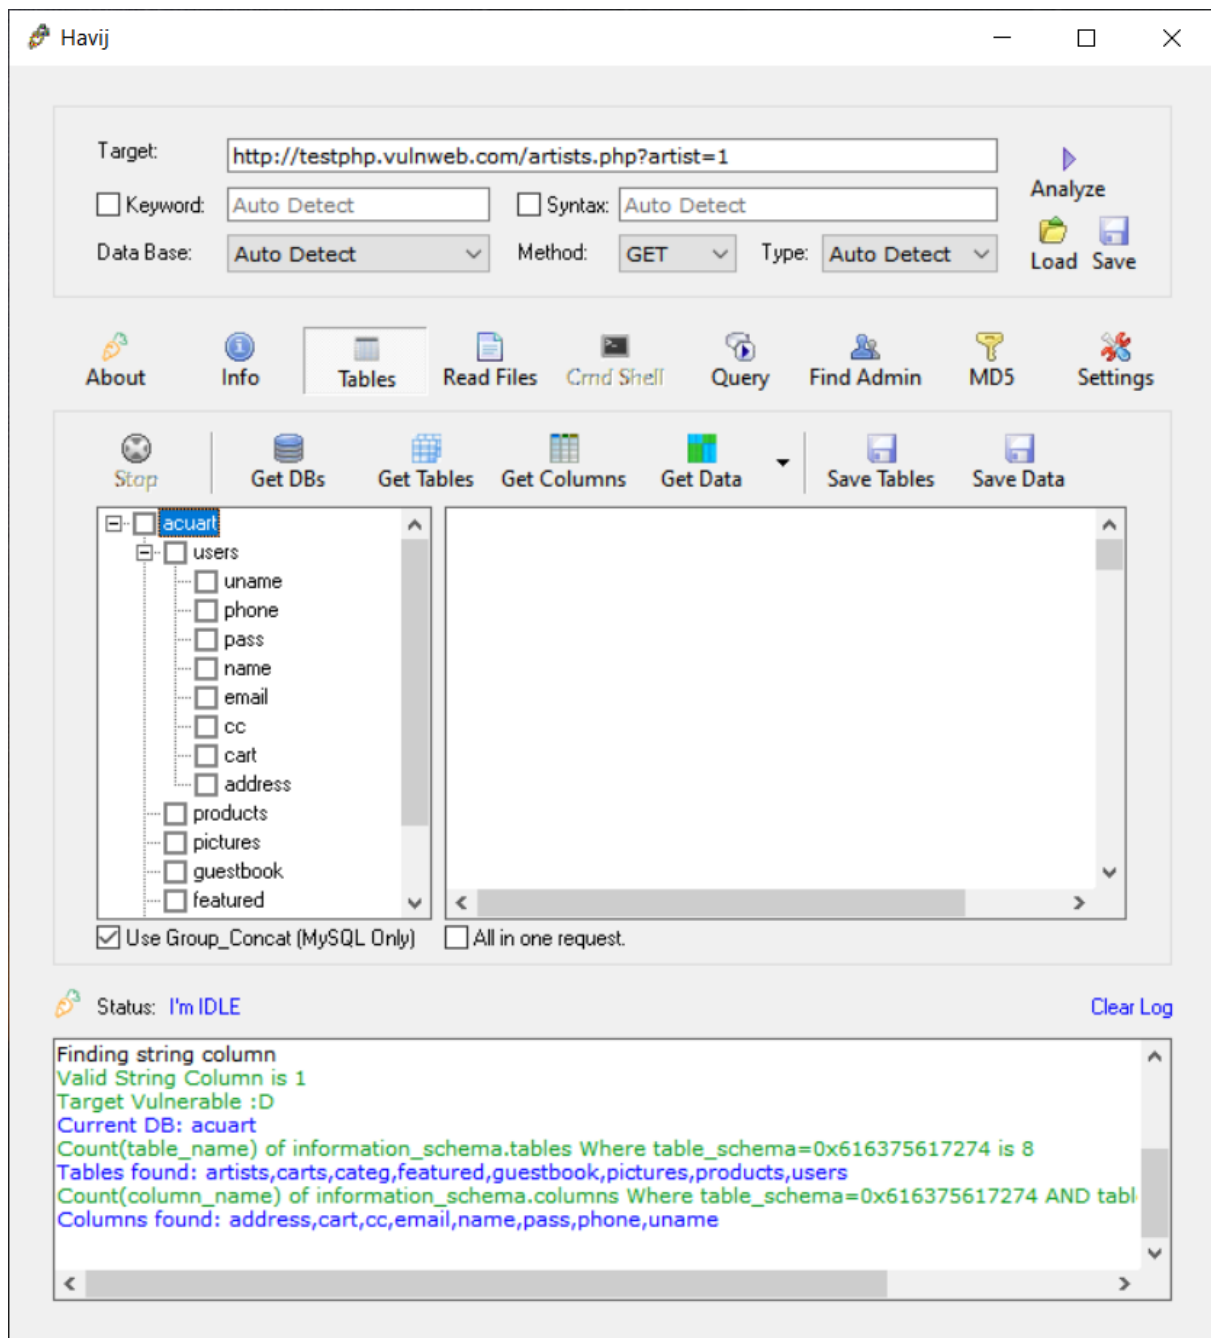 Havij
Target: http://testphp.vulnweb.com/artists.php?artist=1
Analyze
Keyword: Auto Detect Syntax: Auto Detect
Data Base: Auto Detect Method: GET Type: Auto Detect
Load Save
About Info Tables Read Files Cmd Shell Query Find Admin MD5 Settings
Stop Get DBs Get Tables Get Columns Get Data Save Tables Save Data
acuart
users
uname
phone
pass
name
email
cc
cart
address
products
pictures
guestbook
featured
Use Group_Concat (MySQL Only) All in one request.
Status: I'm IDLE Clear Log
Finding string column
Valid String Column is 1
Target Vulnerable :D
Current DB: acuart
Count(table_name) of information_schema.tables Where table_schema=0x616375617274 is 8
Tables found: artists,carts,categ,featured,guestbook,pictures,products,users
Count(column_name) of information_schema.columns Where table_schema=0x616375617274 AND tabl
Columns found: address,cart,cc,email,name,pass,phone,uname